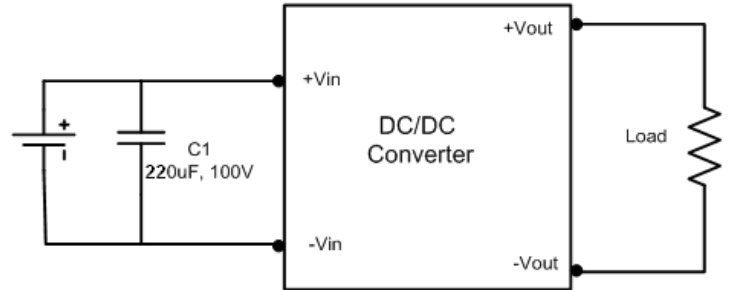 +Vout
+Vin
+
DC/DC
Converter
Load
C1
220uF, 100V
-Vin
-Vout